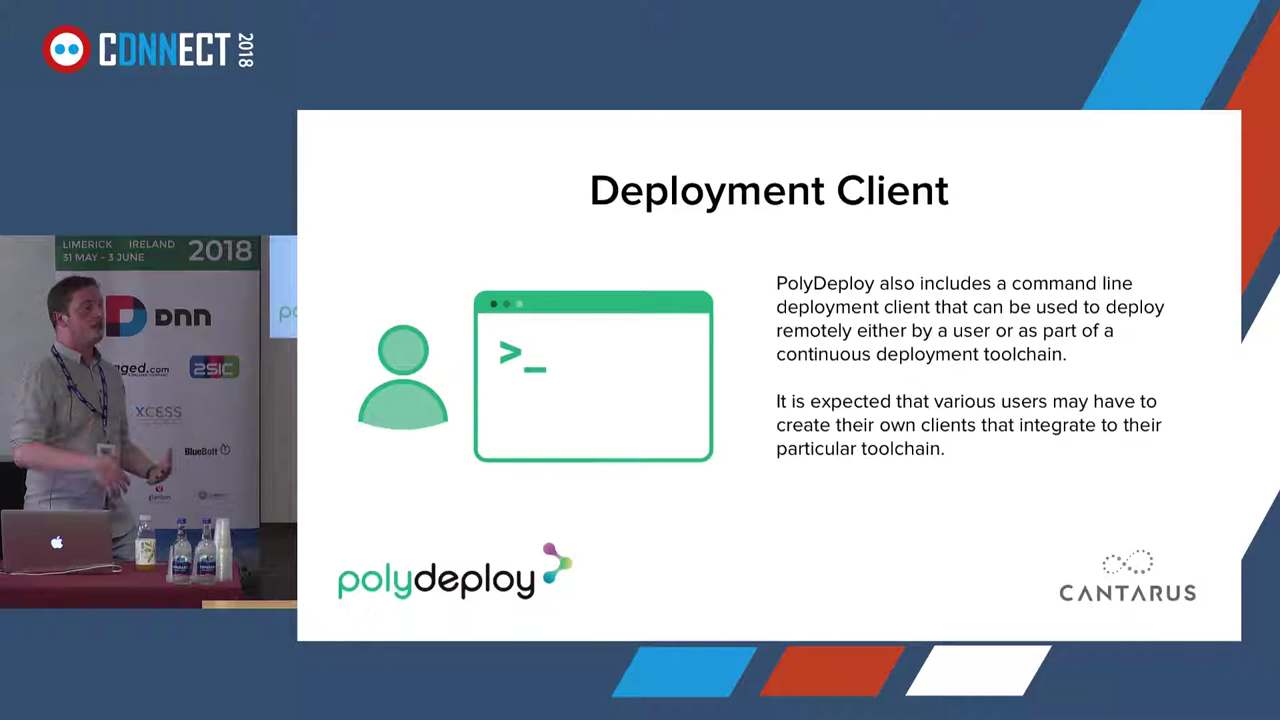 CDNNECT 2018
Deployment Client
PolyDeploy also includes a command line
deployment client that can be used to deploy
remotely either by a user or as part of a
continuous deployment toolchain.
It is expected that various users may have to
create their own clients that integrate to their
particular toolchain.
>_
polydeploy
CANTARUS
LIMERICK IRELAND
31 MAY - 3 JUNE
2018
DNN
aged.com
2SIC
XCESS
BlueBolt